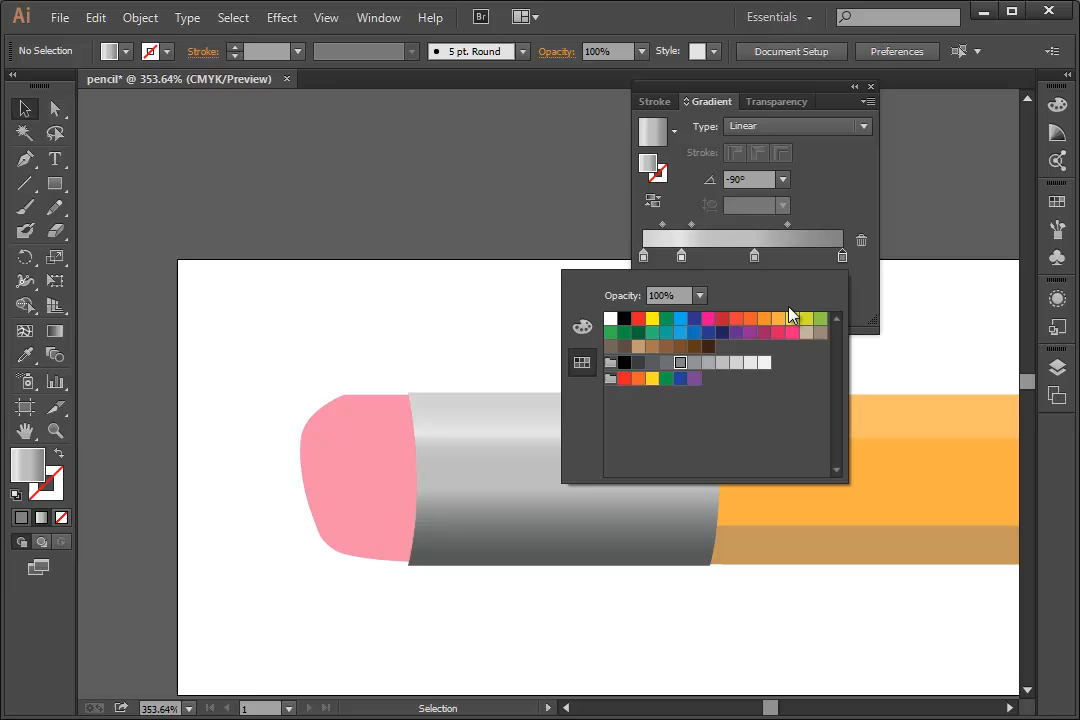 Ai File Edit Object Type Select Effect View Window Help Br Essentials
No Selection Stroke: 5 pt. Round Opacity: 100% Style: Document Setup Preferences
pencil* @ 353.64% (CMYK/Preview) ×
Stroke Gradient Transparency
Type: Linear
Stroke:
-90°
Opacity: 100%
T
353.64% 1 Selection